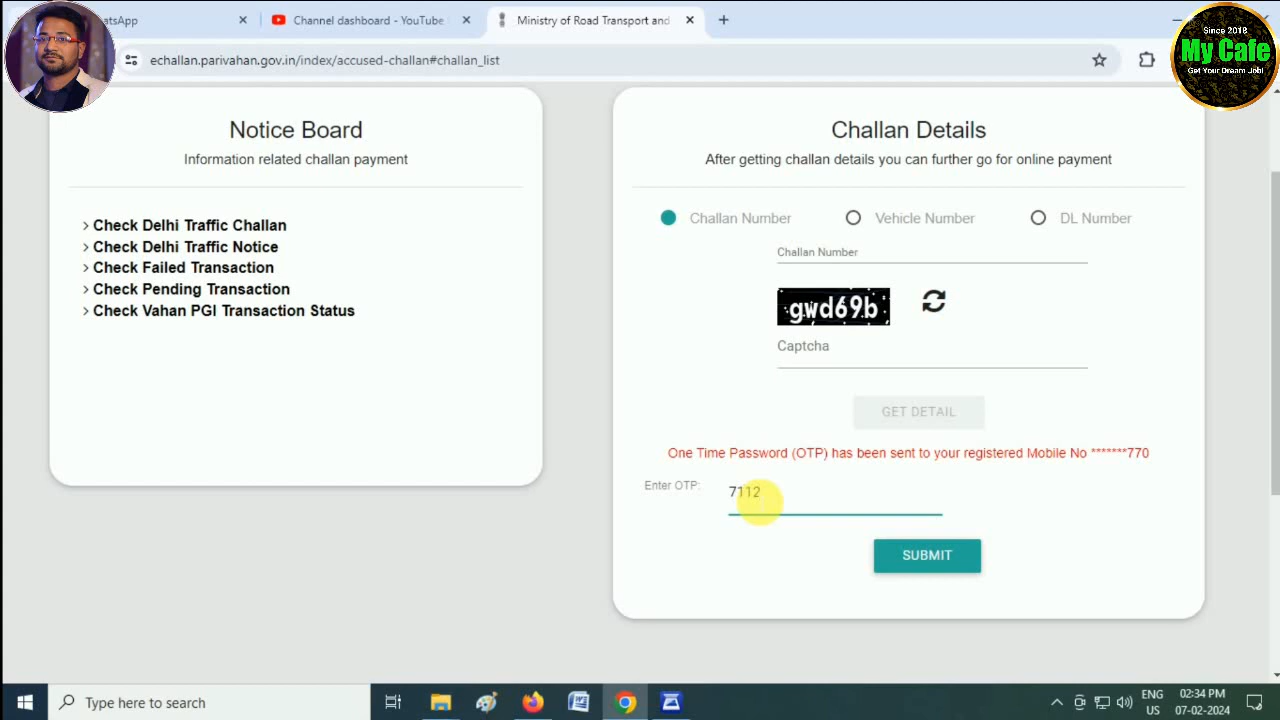 atsApp
Channel dashboard - YouTube
Ministry of Road Transport and
echallan.parivahan.gov.in/index/accused-challan#challan_list
Since 2018
My Cafe
Get Your Dream Job!
Notice Board
Information related challan payment
> Check Delhi Traffic Challan
> Check Delhi Traffic Notice
> Check Failed Transaction
> Check Pending Transaction
> Check Vahan PGI Transaction Status
Challan Details
After getting challan details you can further go for online payment
Challan Number
Vehicle Number
DL Number
Challan Number
gwd69b
Captcha
GET DETAIL
One Time Password (OTP) has been sent to your registered Mobile No *******770
Enter OTP:
7112
SUBMIT
Type here to search
ENG
US
02:34 PM
07-02-2024